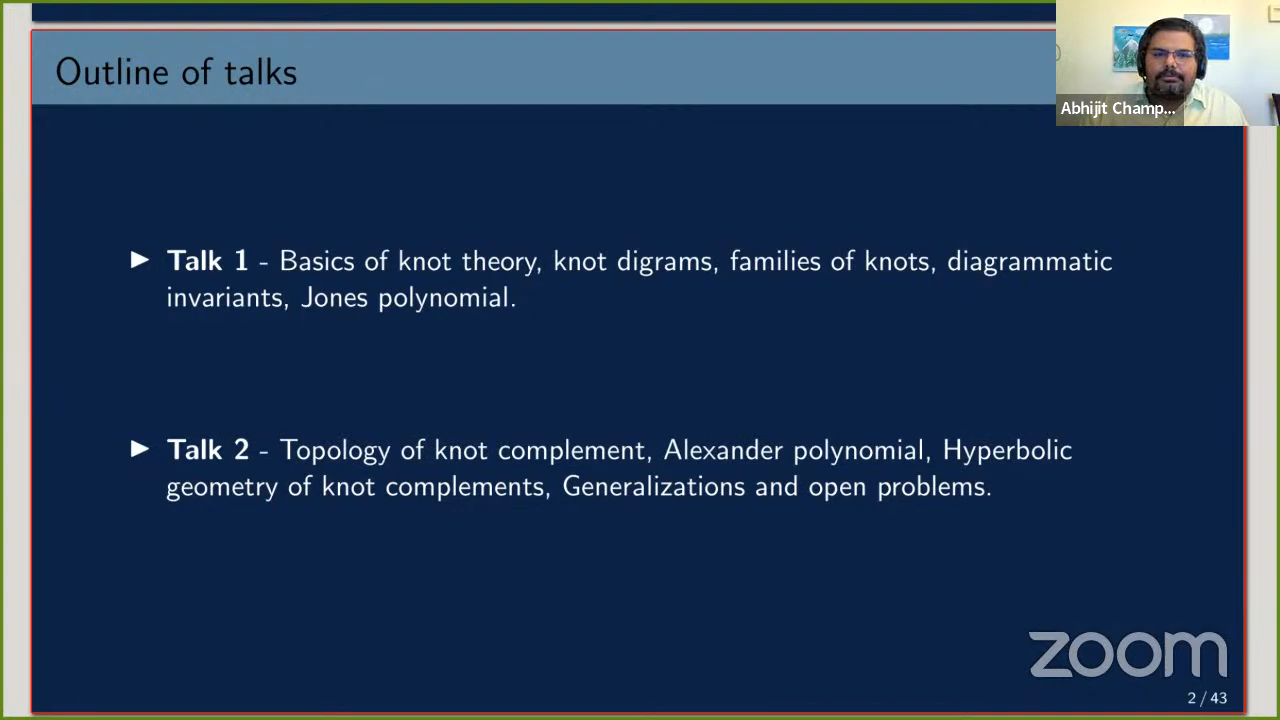 Outline of talks
Abhijit Champ...
▶ Talk 1 - Basics of knot theory, knot digrams, families of knots, diagrammatic
invariants, Jones polynomial.
▶ Talk 2 - Topology of knot complement, Alexander polynomial, Hyperbolic
geometry of knot complements, Generalizations and open problems.
zoom
2 / 43